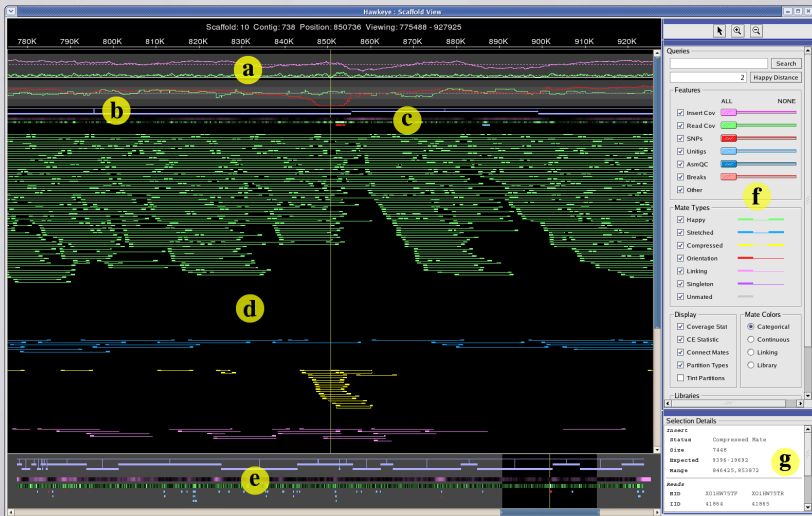 Hawkeye : Scaffold View
Scaffold: 10 Contig: 738 Position: 850736 Viewing: 775488 - 927925
780K 790K 800K 810K 820K 830K 840K 850K 860K 870K 880K 890K 900K 910K 920K
a
b
c
d
e
Queries
Search
2 Happy Distance
Features
ALL NONE
Insert Cov
Read Cov
SNPs
Unitigs
AsmQC
Breaks
Other
f
Mate Types
Happy
Stretched
Compressed
Orientation
Linking
Singleton
Unmated
Display
Coverage Stat
CE Statistic
Connect Mates
Partition Types
Tint Partitions
Mate Colors
Categorical
Continuous
Linking
Library
Libraries
Selection Details
Insert
Status Compressed Mate
Size 7448
Expected
Range 846425,853872
g
Reads
IID 41864 41865